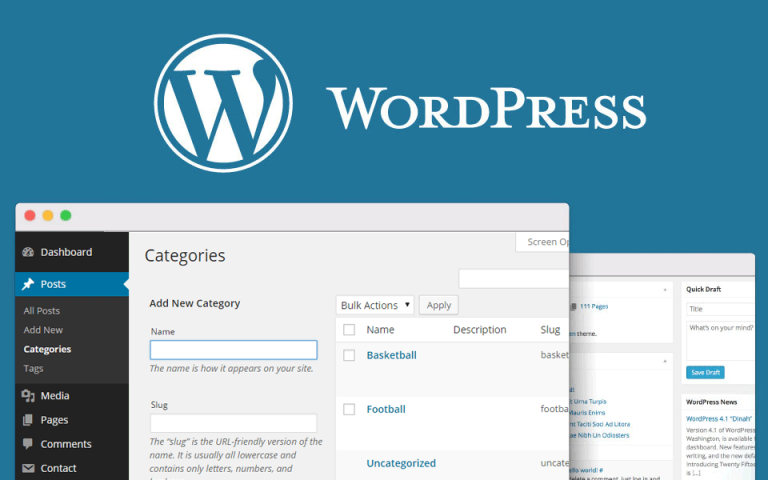 WORDPRESS
Dashboard
Posts
All Posts
Add New
Categories
Tags
Media
Pages
Comments
Contact
Categories
Screen
Add New Category
Name
The name is how it appears on your site.
Slug
The "slug" is the URL-friendly version of the
name. It is usually all lowercase and
contains only letters, numbers, and
Bulk Actions
Apply
Name Description Slug
Basketball basket
Football footba
Uncategorized uncate
111 Pages
theme.
Urna Turpis
Mauris Enims
Taciti Soci Ad Litora
Nibh Un Odiosters
Hello world! #
a comment, just log in and
Quick Draft
Title
What's on your mind?
Save Draft
WordPress News
WordPress 4.1 "Dinah"
Version 4.1 of WordPress
Washington, is available
dashboard. New features
writing, and the new defa
introducing Twenty Fiftee
[...]